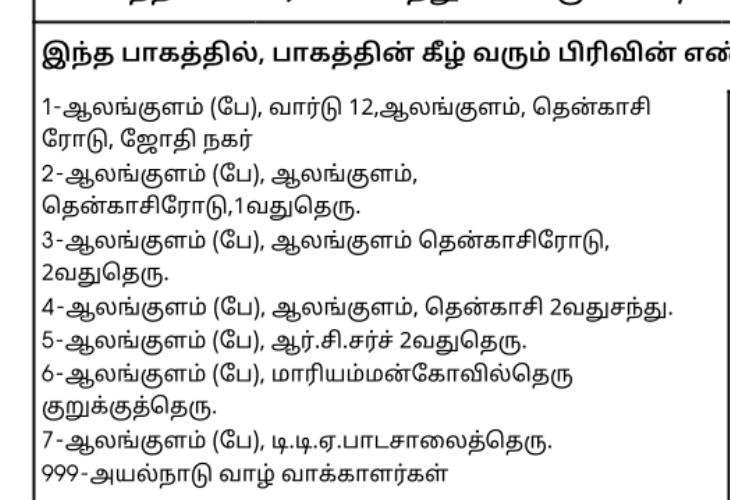 இந்த பாகத்தில், பாகத்தின் கீழ் வரும் பிரிவின்
1-ஆலங்குளம் (பே), வார்டு 12,ஆலங்குளம், தென்காசி
ரோடு, ஜோதி நகர்
2-ஆலங்குளம் (பே), ஆலங்குளம்,
தென்காசிரோடு,1வதுதெரு.
3-ஆலங்குளம் (பே), ஆலங்குளம் தென்காசிரோடு,
2வதுதெரு.
4-ஆலங்குளம் (பே), ஆலங்குளம், தென்காசி 2வதுசந்து.
5-ஆலங்குளம் (பே), ஆர்.சி.சர்ச் 2வதுதெரு.
6-ஆலங்குளம் (பே), மாரியம்மன்கோவில்தெரு
குறுக்குத்தெரு.
7-ஆலங்குளம் (பே), டி.டி.ஏ.பாடசாலைத்தெரு.
999-அயல்நாடு வாழ் வாக்காளர்கள்